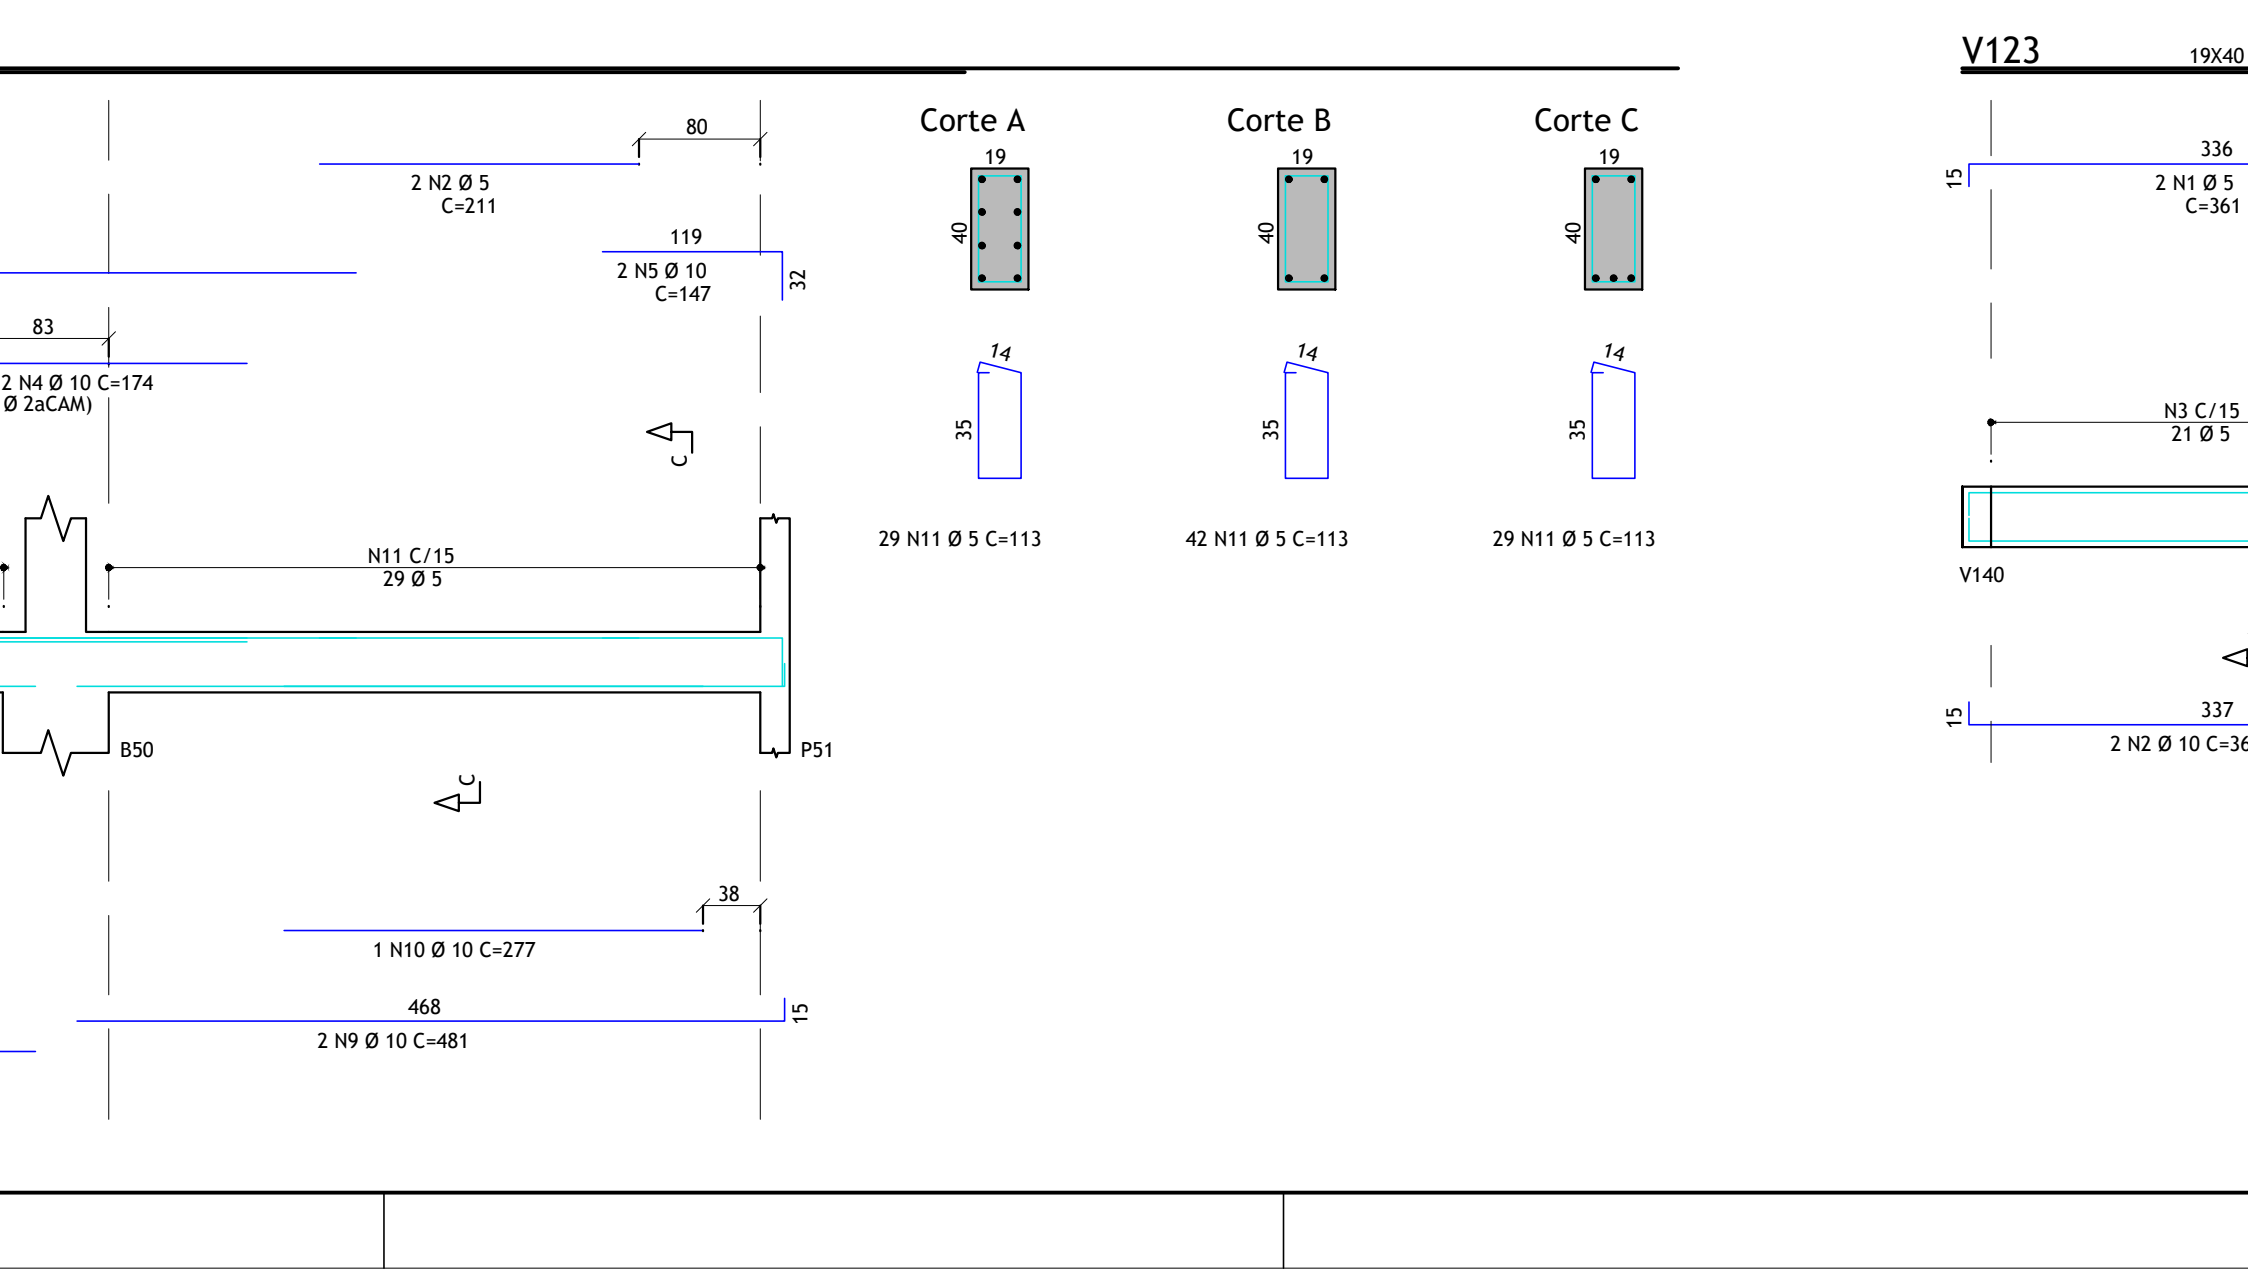 V123
19X40
80
Corte A
Corte B
Corte C
19
19
19
336
2 N2 Ø 5
C=211
15
2 N1 Ø 5
C=361
40
40
40
119
2 N5 Ø 10
C=147
32
83
2 N4 Ø 10 C=174
Ø 2aCAM)
14
14
14
35
35
35
C
N3 C/15
21 Ø 5
29 N11 Ø 5 C=113
42 N11 Ø 5 C=113
29 N11 Ø 5 C=113
N11 C/15
29 Ø 5
V140
B50
P51
C
15
337
2 N2 Ø 10 C=36
38
1 N10 Ø 10 C=277
468
15
2 N9 Ø 10 C=481